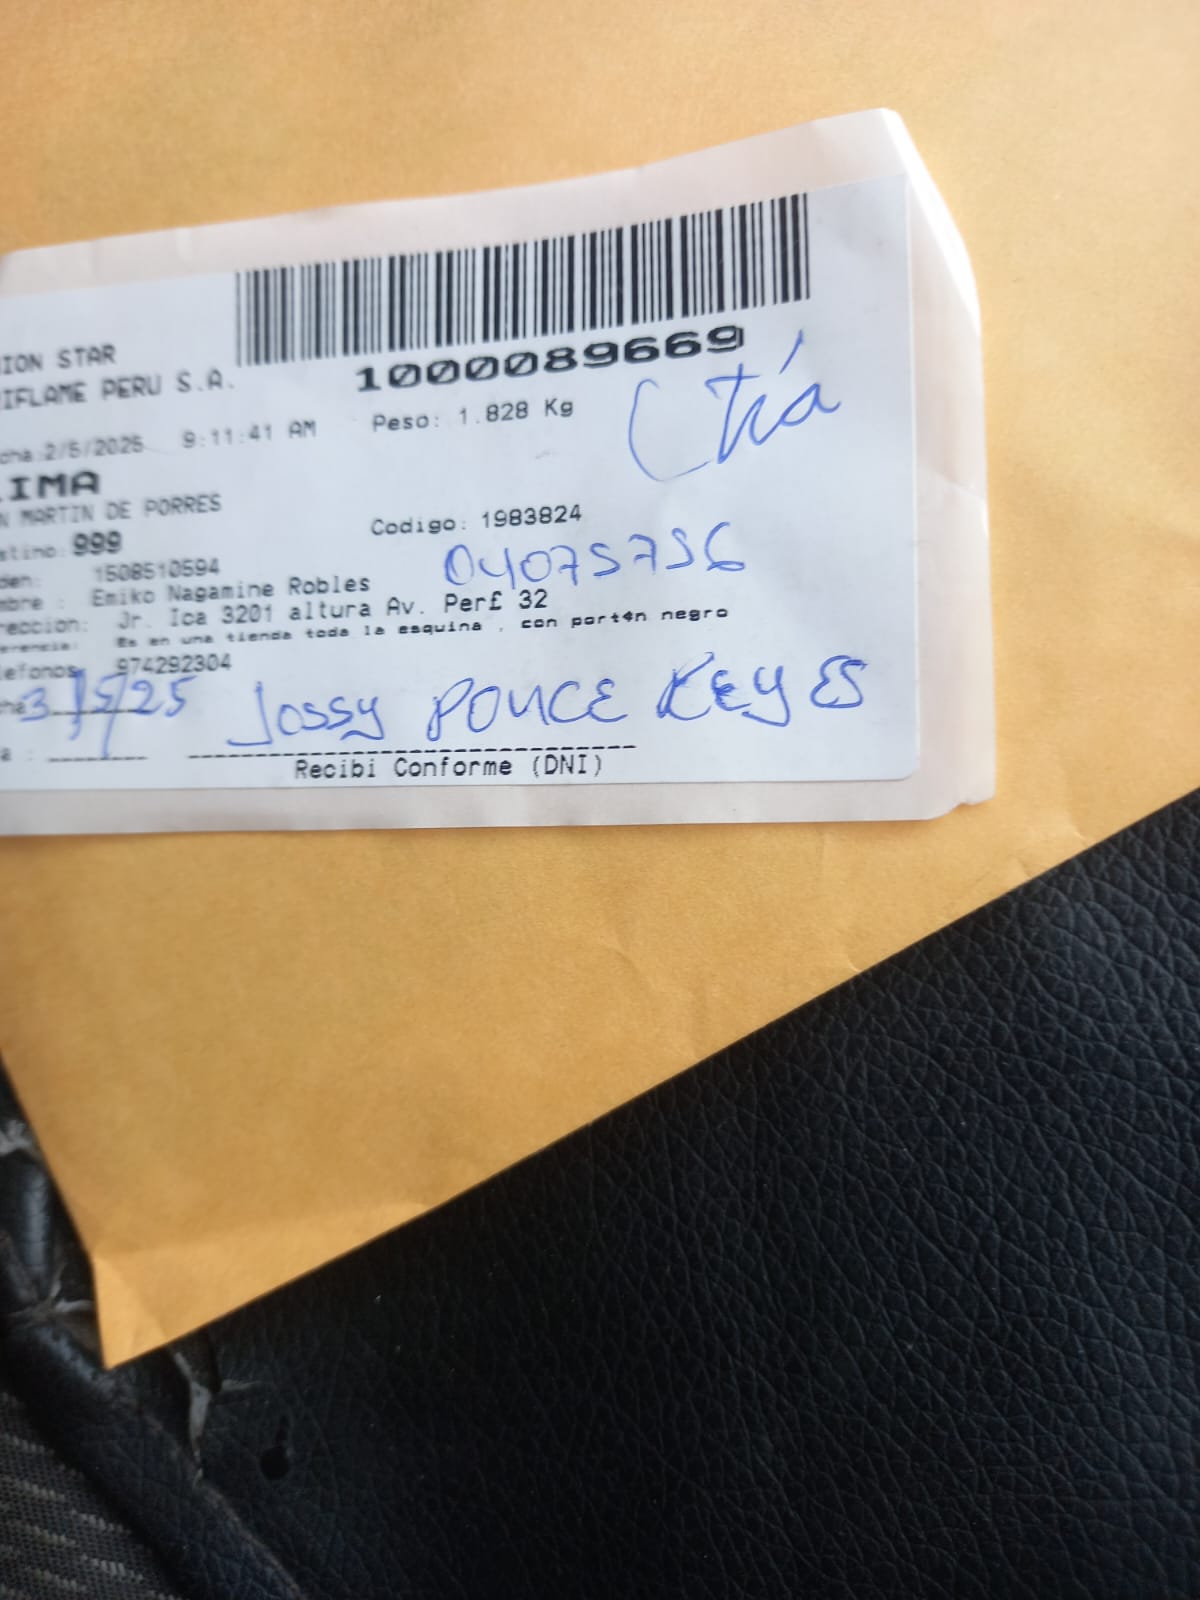 1000089669
ION STAR
IFLAME PERU S.A.
cha: 2/5/2025 9:11:41 AM Peso: 1.828 Kg
Ctía
IMA
N MARTIN DE PORRES
Codigo: 1983824
stino: 999
04075756
den: 1508510594
mbre : Emiko Nagamine Robles
reccion: Jr. Ica 3201 altura Av. Per£ 32
erencia: Es en una tienda toda la esquina , con port¢n negro
lefonos 974292304
3/5/25 Jossy PONCE REYES
a :
Recibi Conforme (DNI)